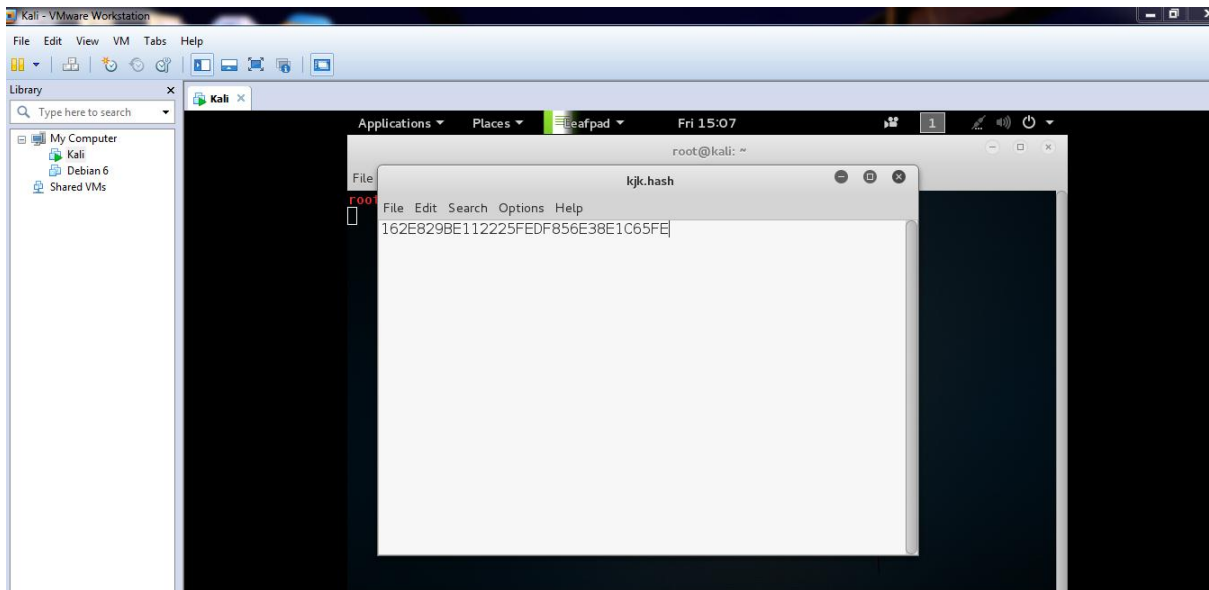 Kali - VMware Workstation
File Edit View VM Tabs Help
Library
Type here to search
My Computer
Kali
Debian 6
Shared VMs
Kali
Applications Places Leafpad Fri 15:07 1
root@kali: ~
File
kjk.hash
root
File Edit Search Options Help
162E829BE112225FEDF856E38E1C65FE